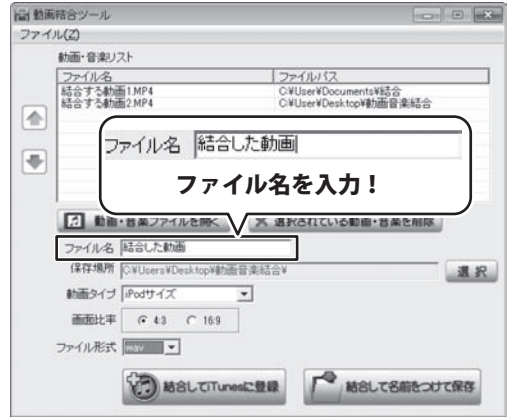 動画結合ツール
ファイル(Z)
動画・音楽リスト
ファイル名 ファイルパス
結合する動画1.MP4 C:¥User¥Documents¥結合
結合する動画2.MP4 C:¥User¥Desktop¥動画音楽結合
ファイル名 結合した動画
ファイル名を入力！
動画・音楽ファイルを開く 選択されている動画・音楽を削除
ファイル名 結合した動画
保存場所 C:¥Users¥Desktop¥動画音楽結合¥ 選択
動画タイプ iPodサイズ
画面比率 4:3 16:9
ファイル形式 wav
結合してiTunesに登録 結合して名前をつけて保存